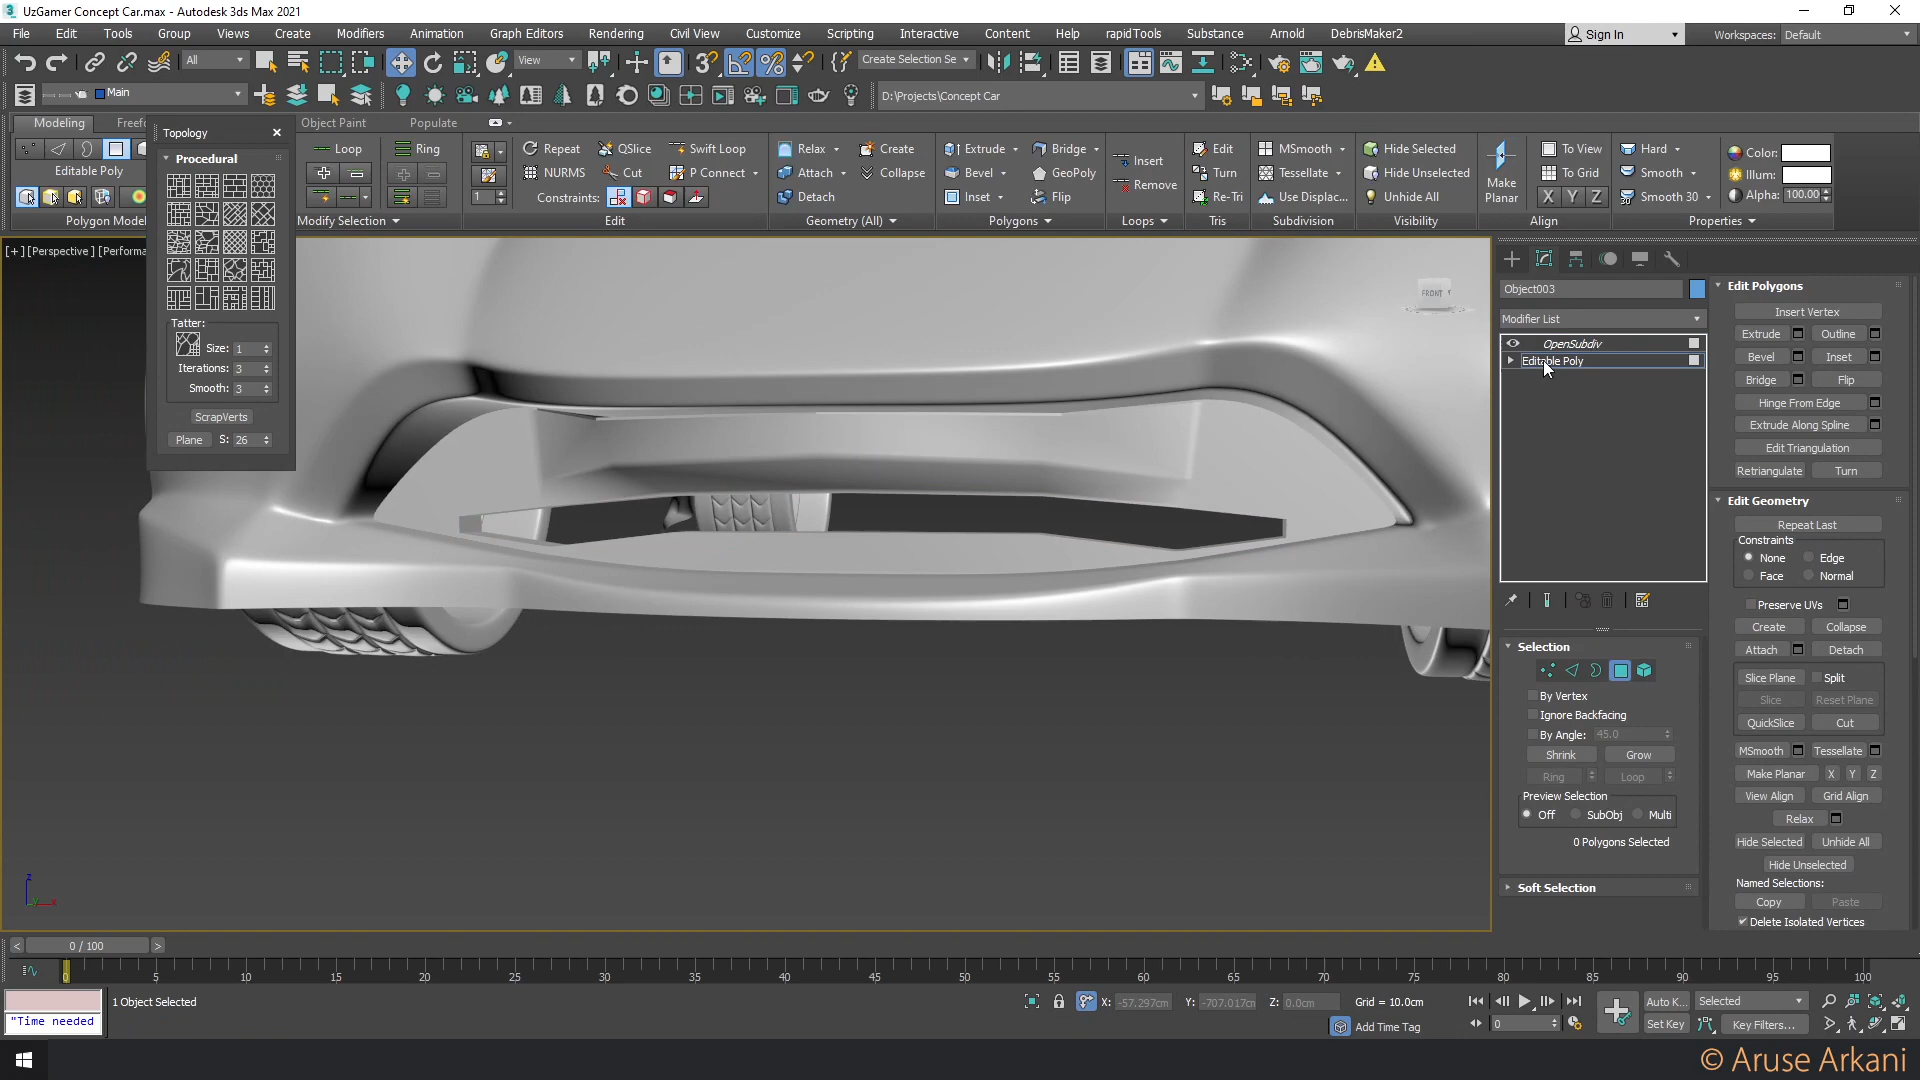 UzGamer Concept Car.max - Autodesk 3ds Max 2021
File Edit Tools Group Views Create Modifiers Animation Graph Editors Rendering Civil View Customize Scripting Interactive Content Help rapidTools Substance Arnold DebrisMaker2 Sign In Workspaces: Default
All View Create Selection Se
Main D:\Projects\Concept Car
Modeling Freef Object Paint Populate
Topology
Procedural
Tatter:
Size: 1
Iterations: 3
Smooth: 3
ScrapVerts
Plane S: 26
Loop Ring Repeat QSlice Swift Loop Relax Create Extrude Bridge Insert Edit MSmooth Hide Selected To View Hard Color:
Editable Poly NURMS Cut P Connect Attach Collapse Bevel GeoPoly Remove Turn Tessellate Hide Unselected Make Planar To Grid Smooth Illum:
1 Constraints: Detach Inset Flip Re-Tri Use Displac... Unhide All X Y Z Smooth 30 Alpha: 100.00
Polygon Model Modify Selection Edit Geometry (All) Polygons Loops Tris Subdivision Visibility Align Properties
[+] [Perspective] [Performa
FRONT
Object003
Modifier List
OpenSubdiv
Editable Poly
Selection
By Vertex
Ignore Backfacing
By Angle: 45.0
Shrink Grow
Ring Loop
Preview Selection
Off SubObj Multi
0 Polygons Selected
Soft Selection
Edit Polygons
Insert Vertex
Extrude Outline
Bevel Inset
Bridge Flip
Hinge From Edge
Extrude Along Spline
Edit Triangulation
Retriangulate Turn
Edit Geometry
Repeat Last
Constraints
None Edge
Face Normal
Preserve UVs
Create Collapse
Attach Detach
Slice Plane Split
Slice Reset Plane
QuickSlice Cut
MSmooth Tessellate
Make Planar X Y Z
View Align Grid Align
Relax
Hide Selected Unhide All
Hide Unselected
Named Selections:
Copy Paste
Delete Isolated Vertices
z
x
< 0 / 100 >
0 5 10 15 20 25 30 35 40 45 50 55 60 65 70 75 80 85 90 95 100
1 Object Selected X: -57.297cm Y: -707.017cm Z: 0.0cm Grid = 10.0cm Auto K... Selected
"Time needed Add Time Tag 0 Set Key Key Filters...
© Aruse Arkani